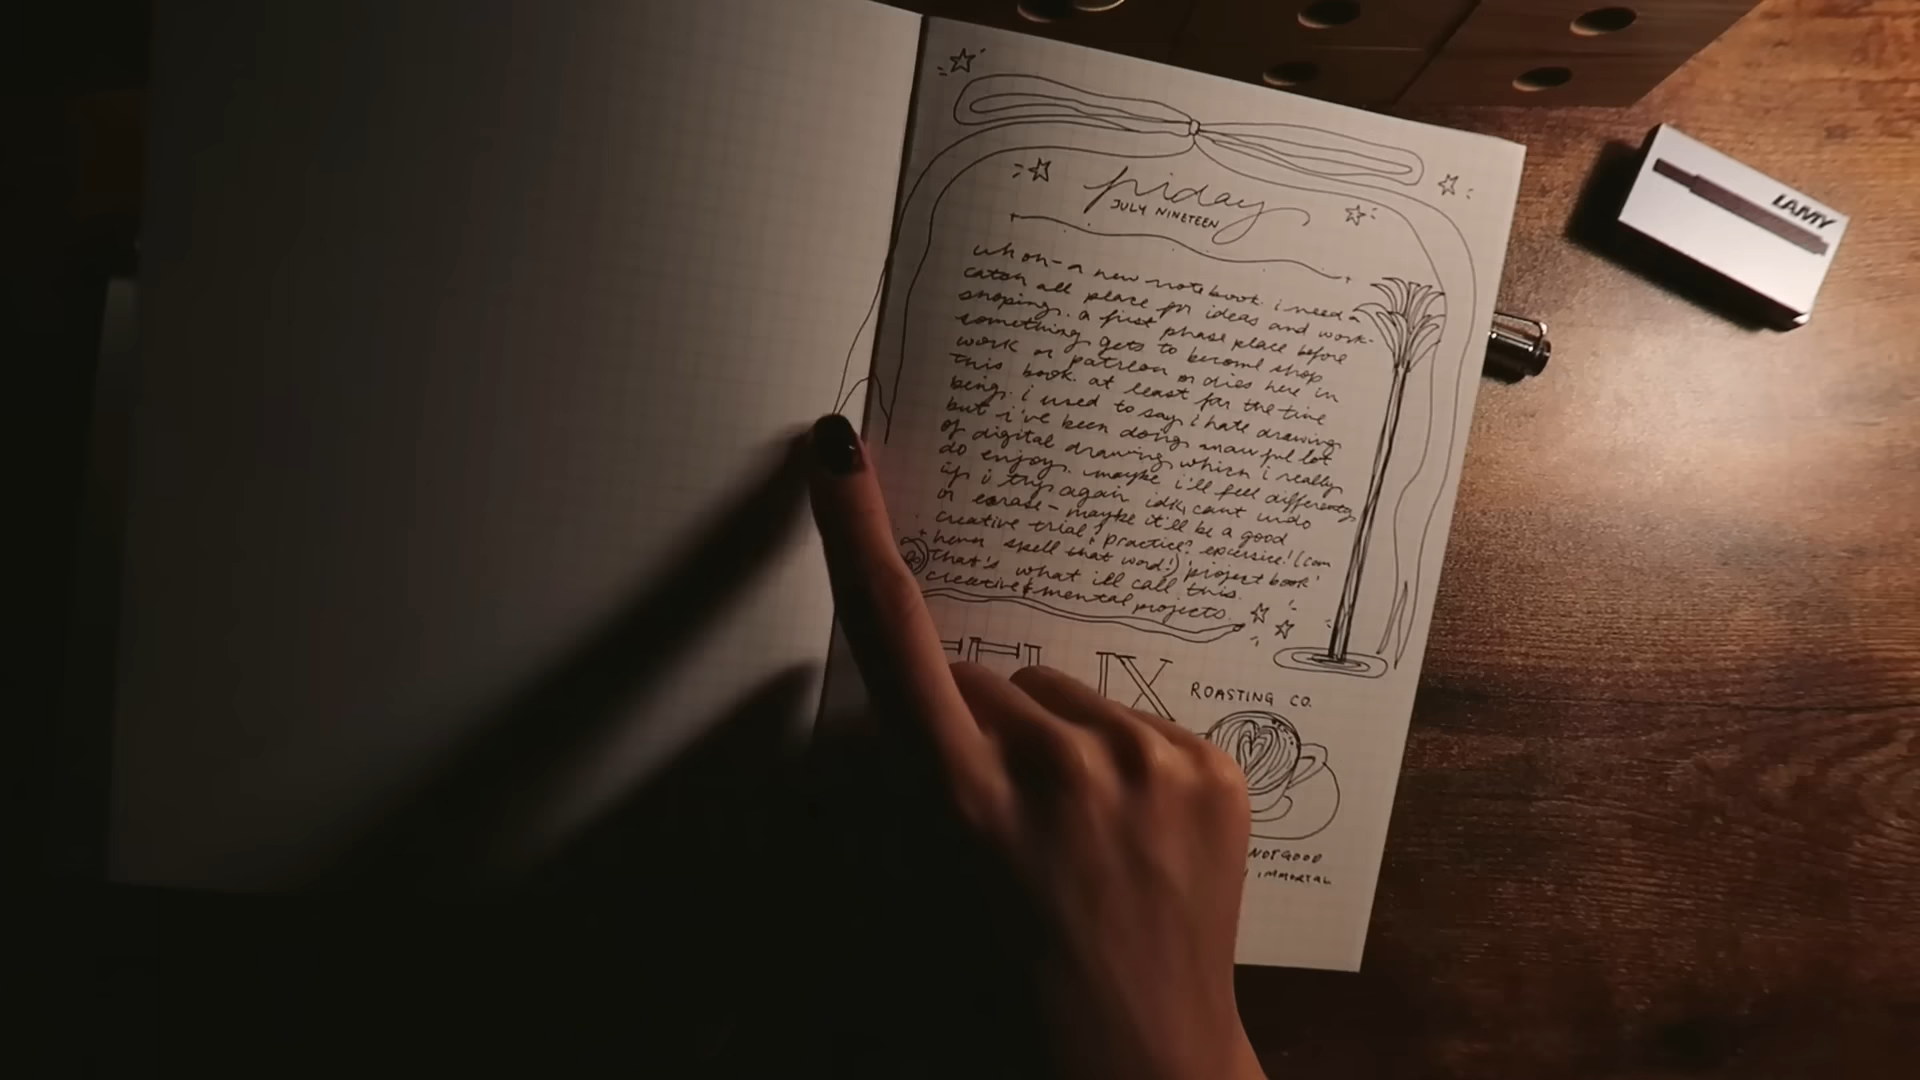 friday
JULY NINETEEN
uh oh - a new notebook. i need a
catch all place for ideas and work-
shoping. a first phase place before
something gets to become shop
work or patreon or dies here in
this book. at least for the time
being. i used to say i hate drawing
but i've been doing an awful lot
of digital drawing which i really
do enjoy. maybe i'll feel differently
if i try again idk, cant undo
or erase - maybe it'll be a good
creative trial? practice? excersice! (can
never spell that word!) 'project book'
that's what i'll call this.
creative & mental projects.
ROASTING CO.
NOT GOOD
IMMORTAL
LAMY